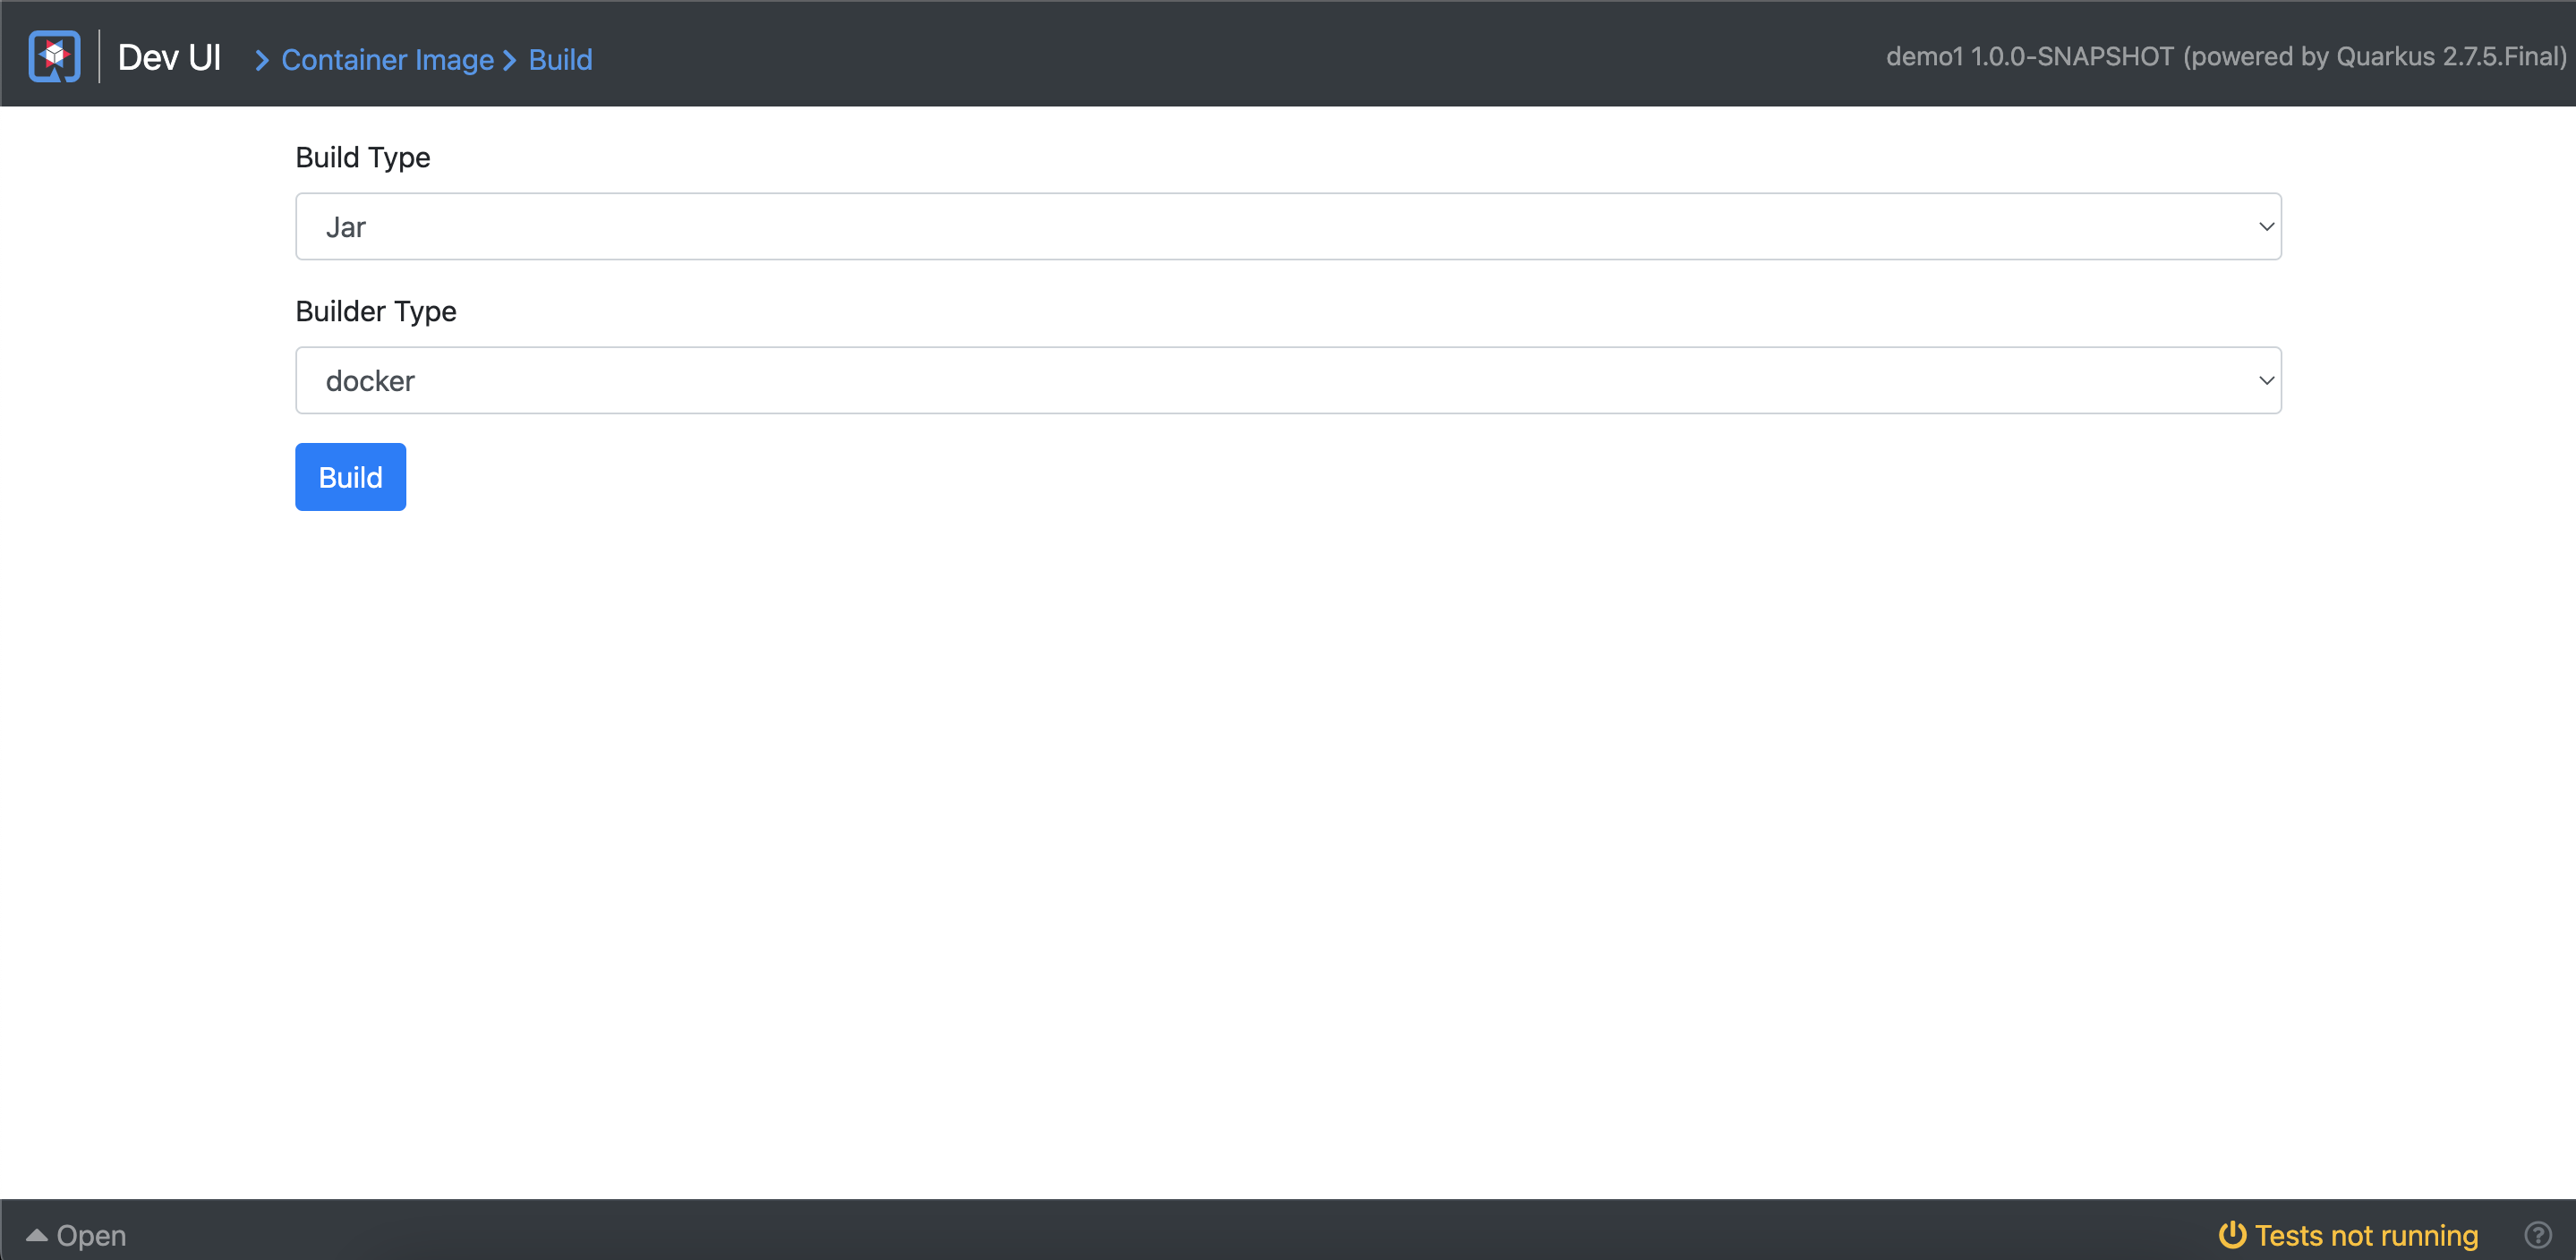 Dev UI
Container Image
Build
demo1 1.0.0-SNAPSHOT (powered by Quarkus 2.7.5.Final)
Build Type
Jar
Builder Type
docker
Build
Open
Tests not running
?